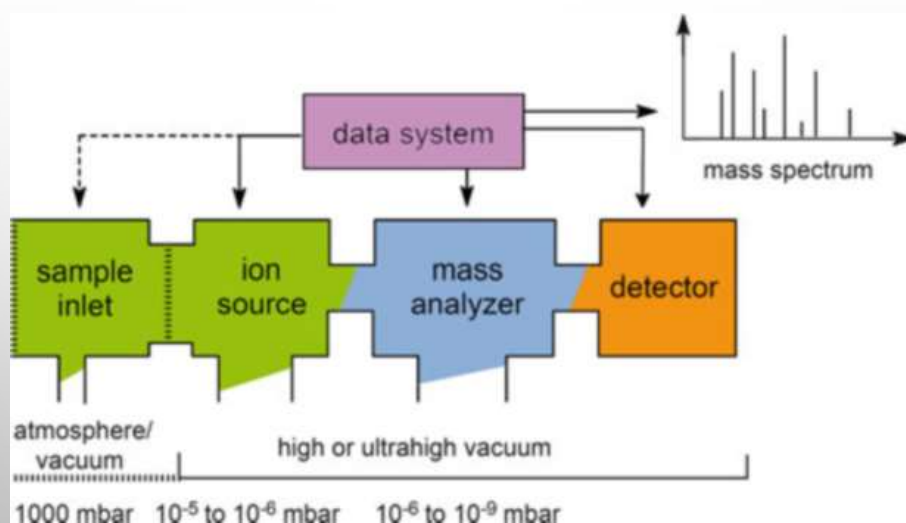 data system
mass spectrum
sample
inlet
ion
source
mass
analyzer
detector
atmosphere/
vacuum
high or ultrahigh vacuum
1000 mbar 10⁻⁵ to 10⁻⁶ mbar 10⁻⁶ to 10⁻⁹ mbar